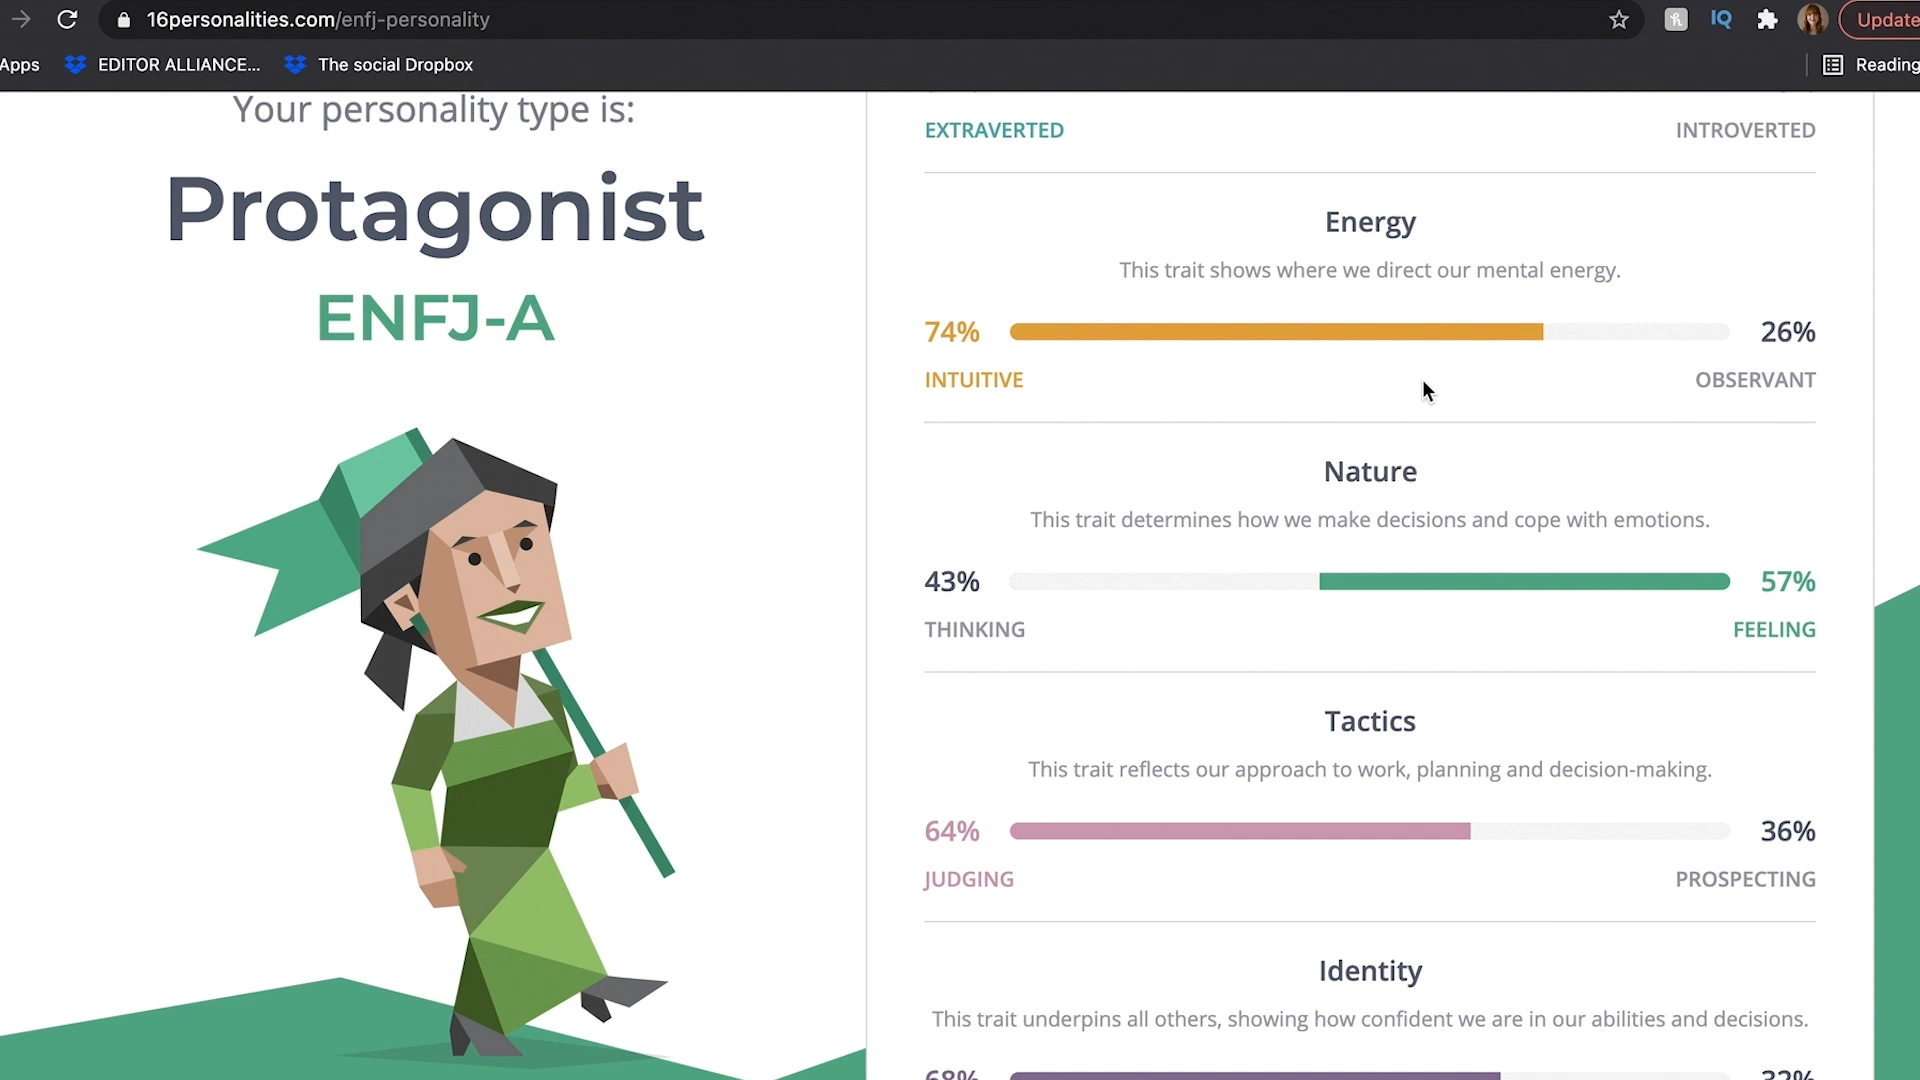 16personalities.com/enfj-personality
IQ
Update
Apps
EDITOR ALLIANCE...
The social Dropbox
Reading
Your personality type is:
Protagonist
ENFJ-A
EXTRAVERTED
INTROVERTED
Energy
This trait shows where we direct our mental energy.
74%
26%
INTUITIVE
OBSERVANT
Nature
This trait determines how we make decisions and cope with emotions.
43%
57%
THINKING
FEELING
Tactics
This trait reflects our approach to work, planning and decision-making.
64%
36%
JUDGING
PROSPECTING
Identity
This trait underpins all others, showing how confident we are in our abilities and decisions.
68%
32%